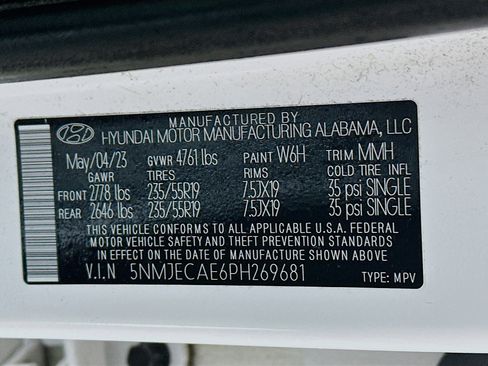 MANUFACTURED BY
HYUNDAI MOTOR MANUFACTURING ALABAMA, LLC
May/04/23 GVWR 4761 lbs PAINT W6H TRIM MMH
GAWR TIRES RIMS COLD TIRE INFL
FRONT 2778 lbs 235/55R19 7.5JX19 35 psi SINGLE
REAR 2646 lbs 235/55R19 7.5JX19 35 psi SINGLE
THIS VEHICLE CONFORMS TO ALL APPLICABLE U.S.A. FEDERAL
MOTOR VEHICLE SAFETY AND THEFT PREVENTION STANDARDS
IN EFFECT ON THE DATE OF MANUFACTURE SHOWN ABOVE
V.I.N 5NMJECAE6PH269681 TYPE: MPV